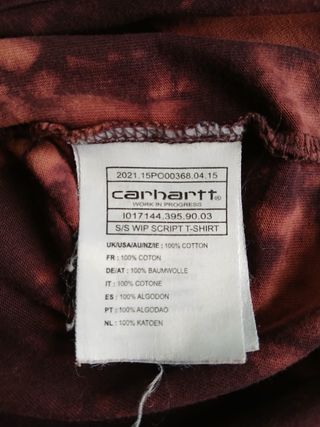 2021.15PO00368.04.15
carhartt
WORK IN PROGRESS
I017144.395.90.03
S/S WIP SCRIPT T-SHIRT
UK/USA/AU/NZ/IE : 100% COTTON
FR : 100% COTON
DE/AT : 100% BAUMWOLLE
IT : 100% COTONE
ES : 100% ALGODON
PT : 100% ALGODAO
NL : 100% KATOEN